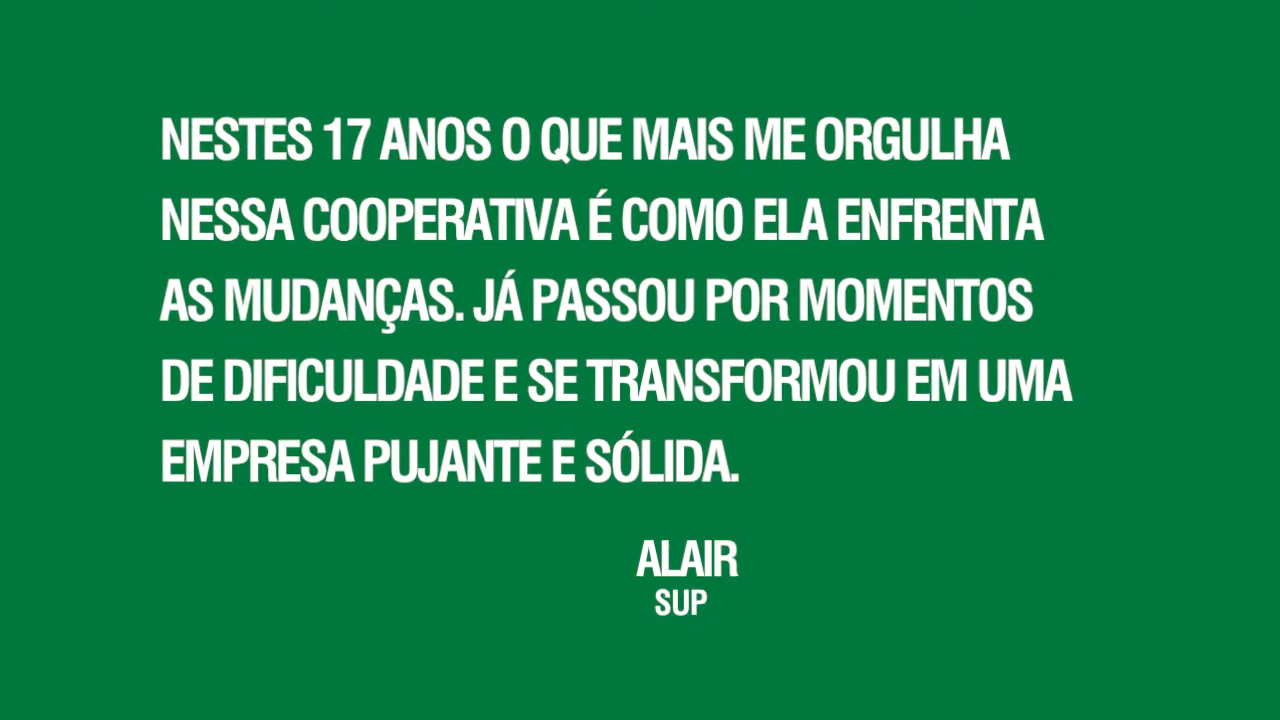 NESTES 17 ANOS O QUE MAIS ME ORGULHA
NESSA COOPERATIVA É COMO ELA ENFRENTA
AS MUDANÇAS. JÁ PASSOU POR MOMENTOS
DE DIFICULDADE E SE TRANSFORMOU EM UMA
EMPRESA PUJANTE E SÓLIDA.
ALAIR
SUP